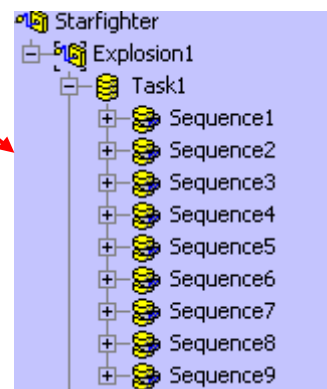 Starfighter
Explosion1
Task1
Sequence1
Sequence2
Sequence3
Sequence4
Sequence5
Sequence6
Sequence7
Sequence8
Sequence9